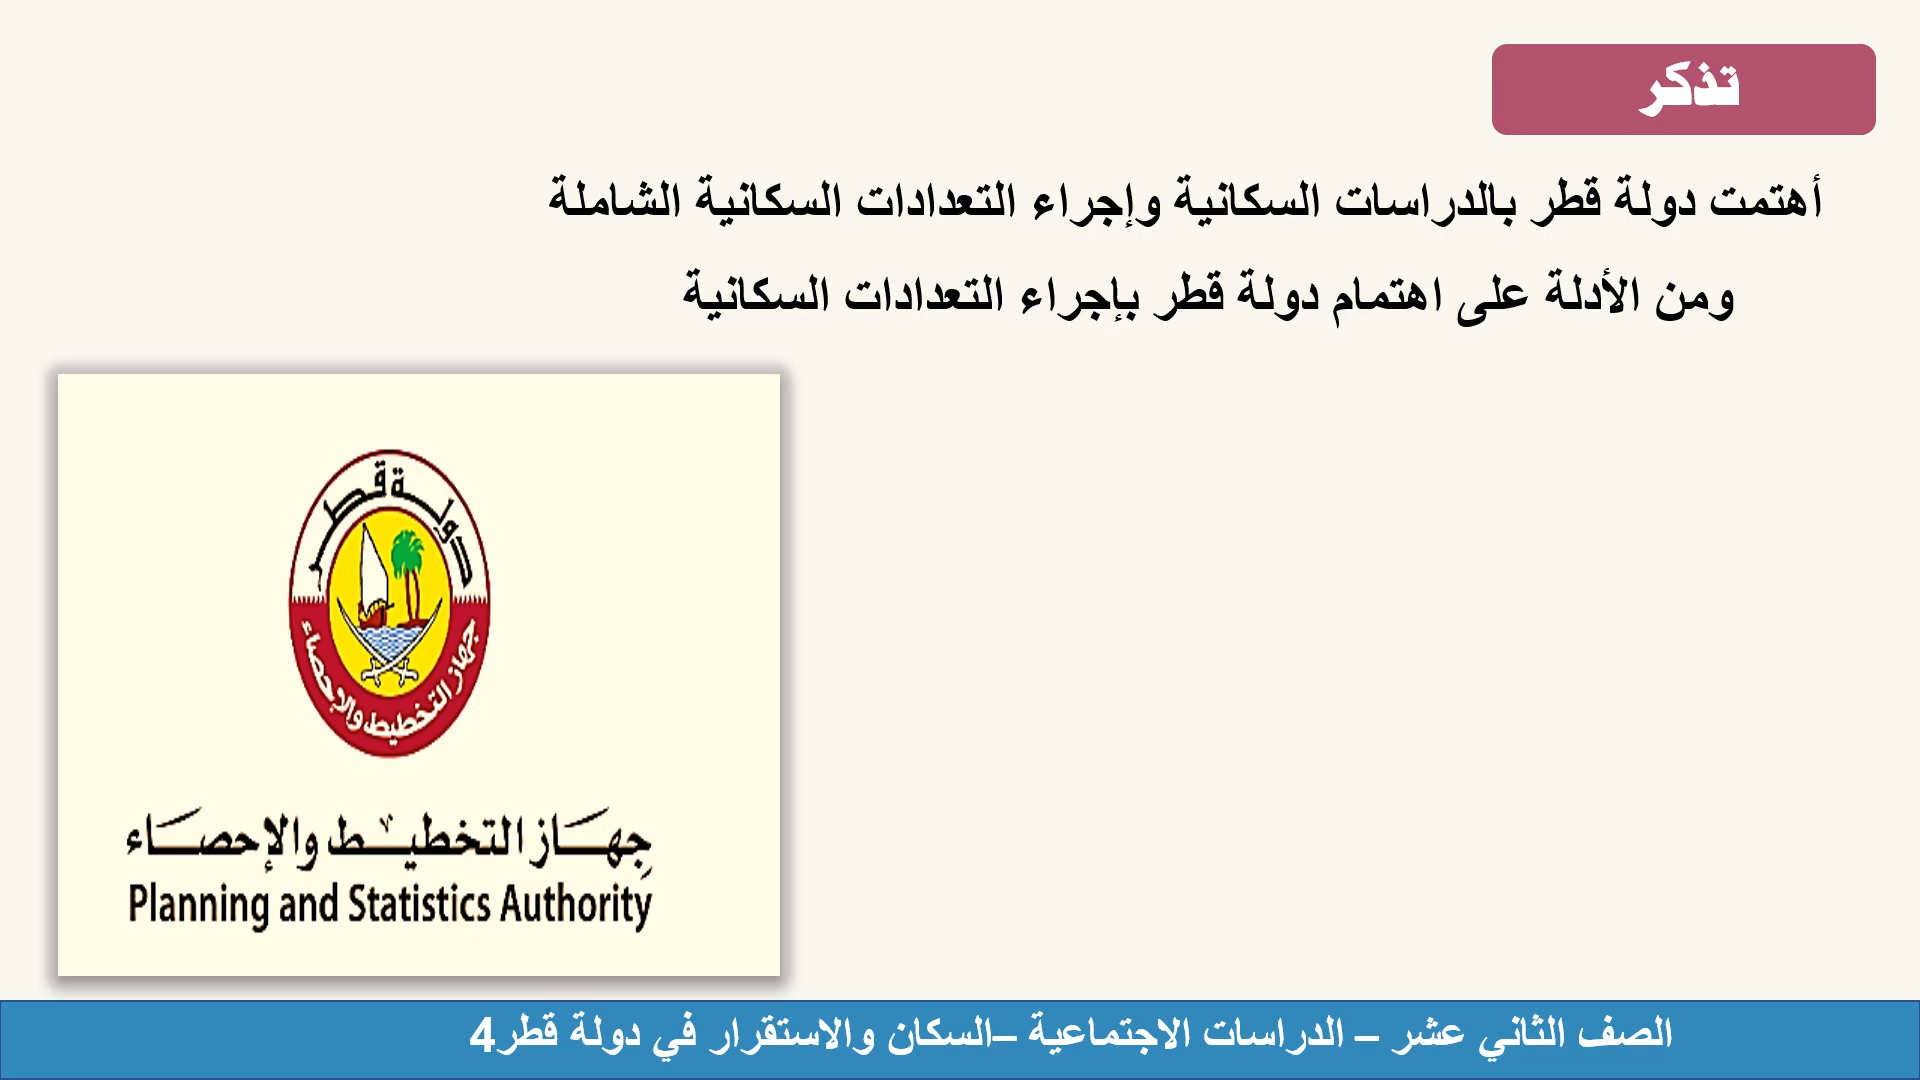 تذكر
أهتمت دولة قطر بالدراسات السكانية وإجراء التعدادات السكانية الشاملة
ومن الأدلة على اهتمام دولة قطر بإجراء التعدادات السكانية
دولة قطر
جهاز التخطيط والإحصاء
جهاز التخطيط والإحصاء
Planning and Statistics Authority
الصف الثاني عشر – الدراسات الاجتماعية –السكان والاستقرار في دولة قطر4